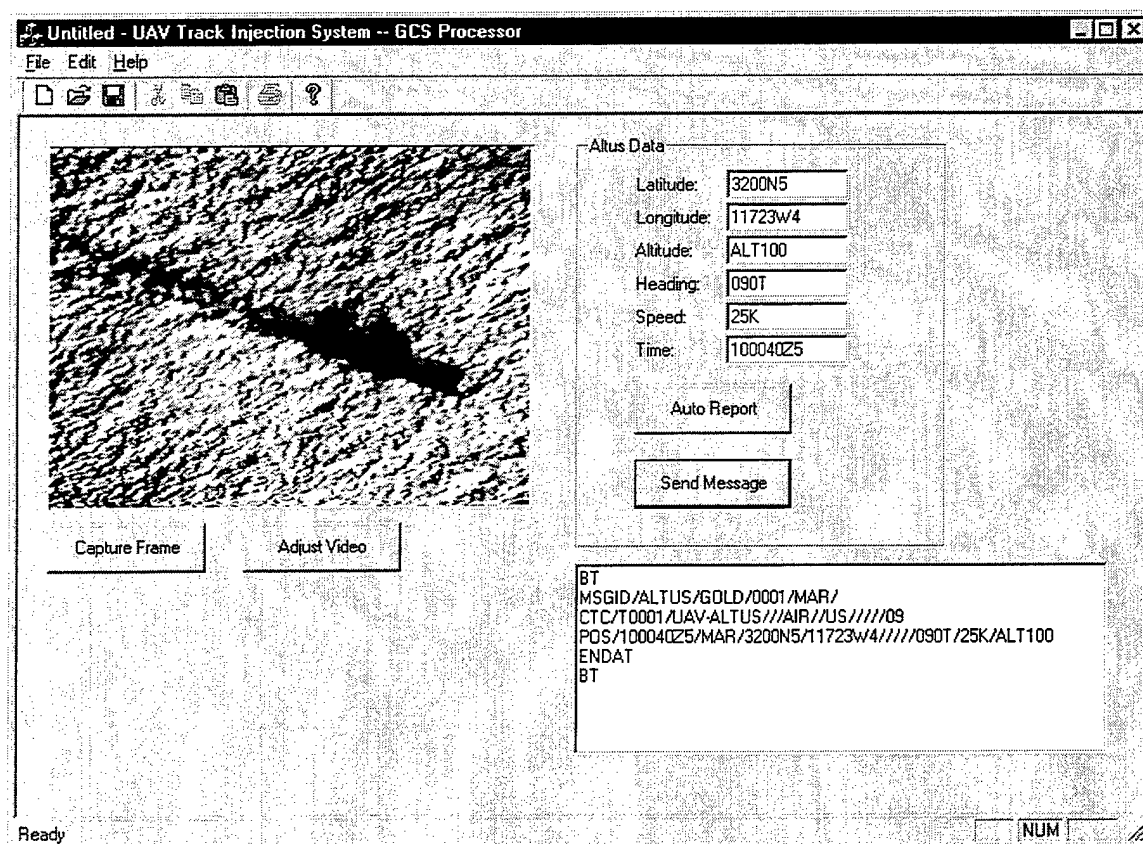 Untitled - UAV Track Injection System -- GCS Processor
File Edit Help
Altus Data
Latitude: 3200N5
Longitude: 11723W4
Altitude: ALT100
Heading: 090T
Speed: 25K
Time: 100040Z5
Auto Report
Send Message
Capture Frame Adjust Video
BT
MSGID/ALTUS/GOLD/0001/MAR/
CTC/T0001/UAV-ALTUS///AIR//US/////09
POS/100040Z5/MAR/3200N5/11723W4/////090T/25K/ALT100
ENDAT
BT
Ready NUM